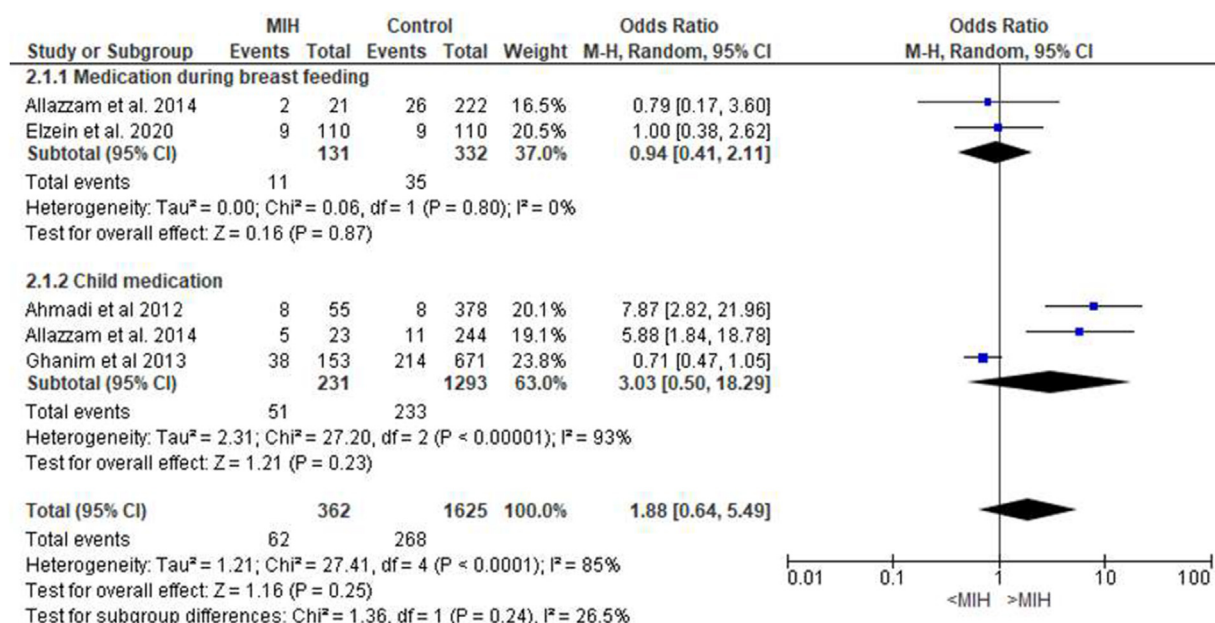 MIH Control Odds Ratio Odds Ratio
Study or Subgroup Events Total Events Total Weight M-H, Random, 95% CI M-H, Random, 95% CI
2.1.1 Medication during breast feeding
Allazzam et al. 2014 2 21 26 222 16.5% 0.79 [0.17, 3.60]
Elzein et al. 2020 9 110 9 110 20.5% 1.00 [0.38, 2.62]
Subtotal (95% CI) 131 332 37.0% 0.94 [0.41, 2.11]
Total events 11 35
Heterogeneity: Tau² = 0.00; Chi² = 0.06, df = 1 (P = 0.80); I² = 0%
Test for overall effect: Z = 0.16 (P = 0.87)
2.1.2 Child medication
Ahmadi et al 2012 8 55 8 378 20.1% 7.87 [2.82, 21.96]
Allazzam et al. 2014 5 23 11 244 19.1% 5.88 [1.84, 18.78]
Ghanim et al 2013 38 153 214 671 23.8% 0.71 [0.47, 1.05]
Subtotal (95% CI) 231 1293 63.0% 3.03 [0.50, 18.29]
Total events 51 233
Heterogeneity: Tau² = 2.31; Chi² = 27.20, df = 2 (P < 0.00001); I² = 93%
Test for overall effect: Z = 1.21 (P = 0.23)
Total (95% CI) 362 1625 100.0% 1.88 [0.64, 5.49]
Total events 62 268
Heterogeneity: Tau² = 1.21; Chi² = 27.41, df = 4 (P < 0.0001); I² = 85%
Test for overall effect: Z = 1.16 (P = 0.25)
Test for subgroup differences: Chi² = 1.36, df = 1 (P = 0.24), I² = 26.5%
0.01 0.1 1 10 100
<MIH >MIH